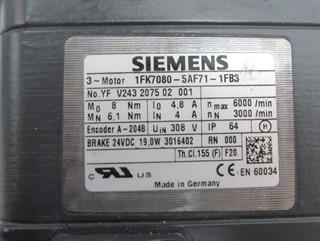 SIEMENS
3~Motor 1FK7080-5AF71-1FB3
No.YF V243 2075 02 001
M₀ 8 Nm I₀ 4,8 A nmax 6000 /min
MN 6,1 Nm IN 4 A nN 3000 /min
Encoder A-2048 UIN 308 V IP 64 H
BRAKE 24VDC 19,0W 3016402 RN 000
Th.Cl.155 (F) F20
c UR US CE EN 60034
Made in Germany